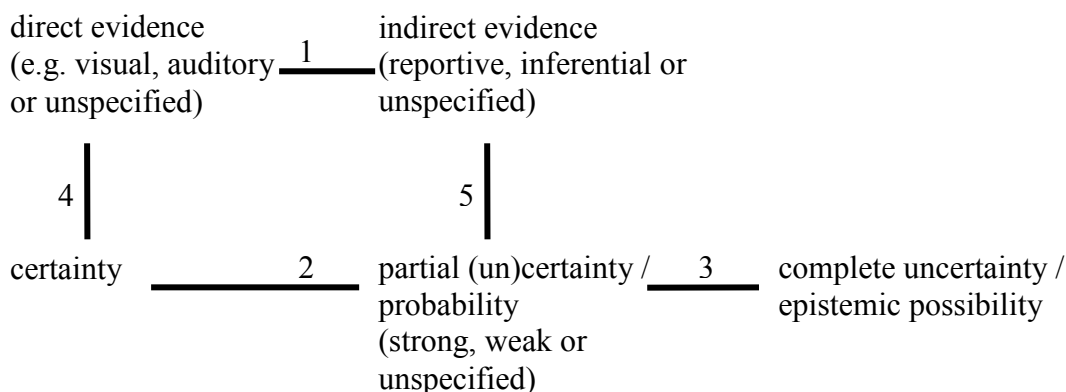 direct evidence
(e.g. visual, auditory
or unspecified)
1
indirect evidence
(reportive, inferential or
unspecified)
4
5
certainty
2
partial (un)certainty /
probability
(strong, weak or
unspecified)
3
complete uncertainty /
epistemic possibility